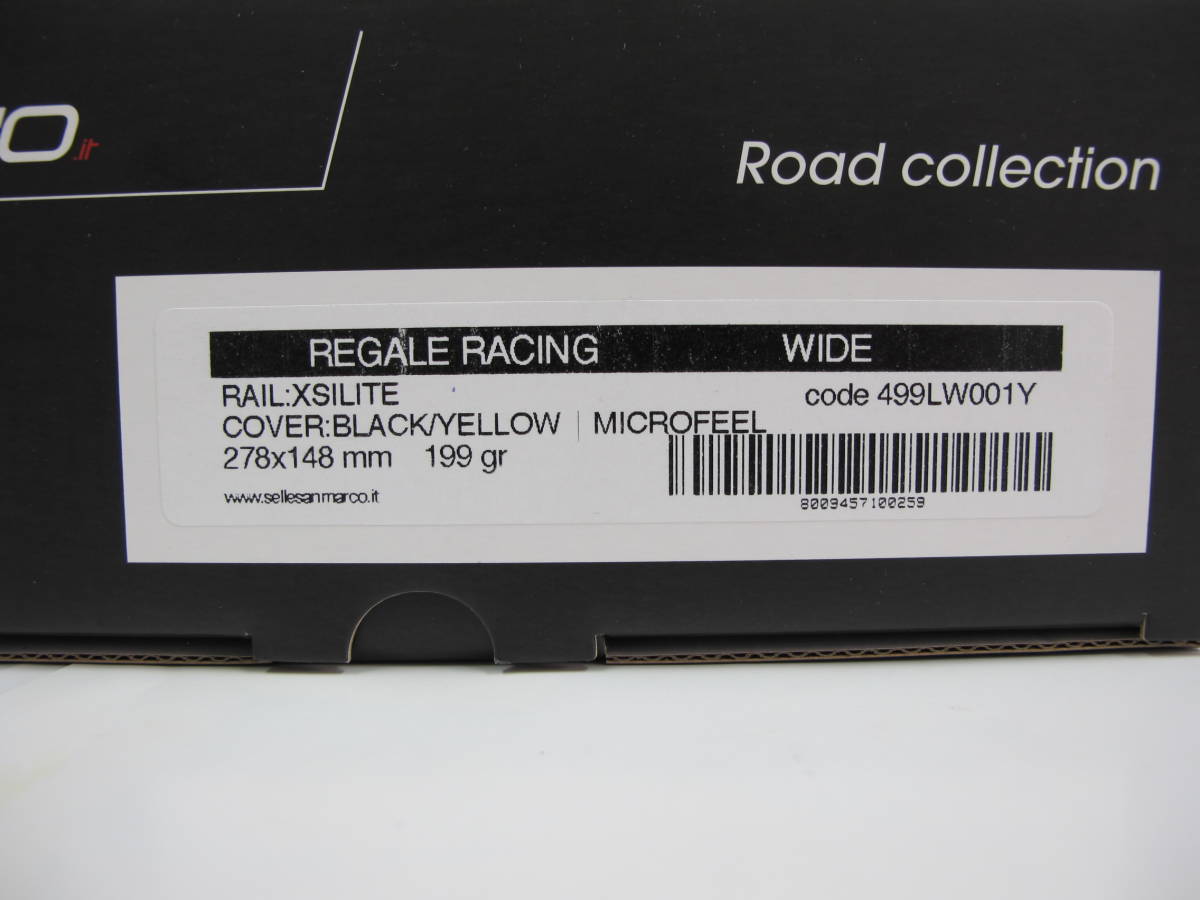 .it
Road collection
REGALE RACING WIDE
RAIL:XSILITE code 499LW001Y
COVER:BLACK/YELLOW | MICROFEEL
278x148 mm 199 gr
www.sellesanmarco.it
8009457100259